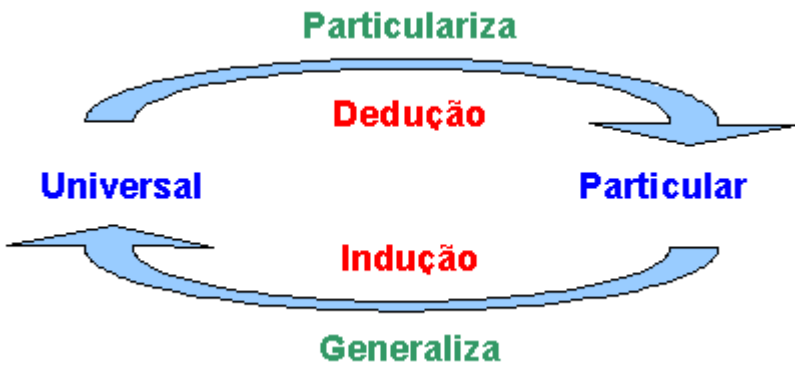 Particulariza
Dedução
Universal
Particular
Indução
Generaliza